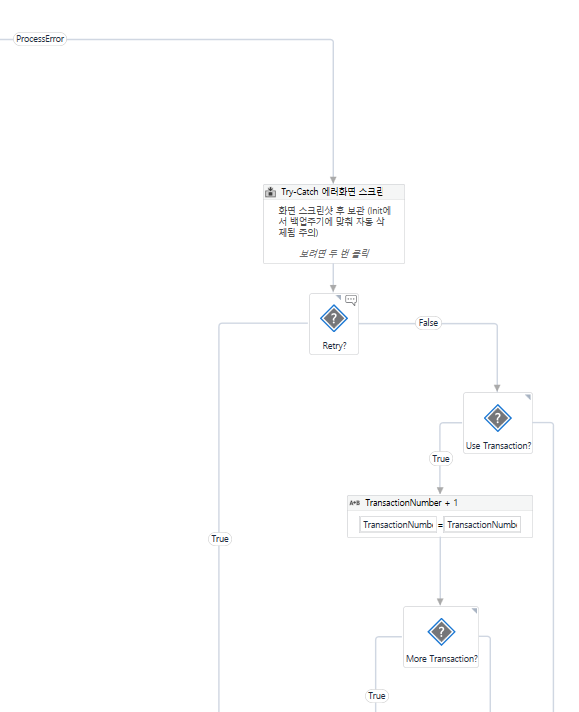 ProcessError
Try-Catch 에러화면 스크린
화면 스크린샷 후 보관 (Init에
서 백업주기에 맞춰 자동 삭
제됨 주의)
보려면 두 번 클릭
?
Retry?
False
?
Use Transaction?
True
A+B TransactionNumber + 1
TransactionNumb = TransactionNumb
True
?
More Transaction?
True